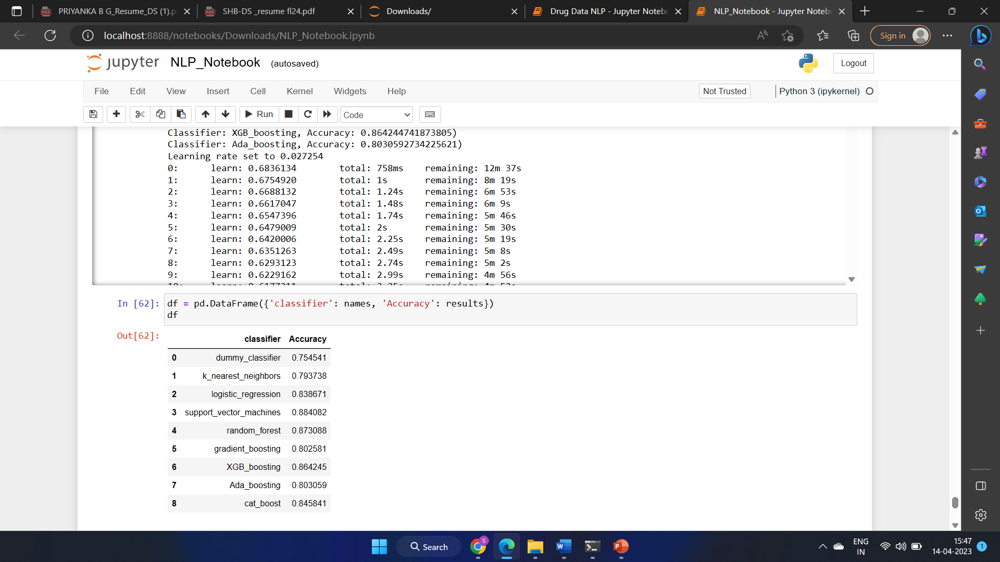 PRIYANKA B G_Resume_DS (1).p
SHB-DS _resume fl24.pdf
Downloads/
Drug Data NLP - Jupyter Notebo
NLP_Notebook - Jupyter Notebo
localhost:8888/notebooks/Downloads/NLP_Notebook.ipynb
Sign in
jupyter NLP_Notebook (autosaved)
Logout
File Edit View Insert Cell Kernel Widgets Help
Not Trusted
Python 3 (ipykernel)
Run
Code
Classifier: XGB_boosting, Accuracy: 0.864244741873805)
Classifier: Ada_boosting, Accuracy: 0.8030592734225621)
Learning rate set to 0.027254
0: learn: 0.6836134 total: 758ms remaining: 12m 37s
1: learn: 0.6754920 total: 1s remaining: 8m 19s
2: learn: 0.6688132 total: 1.24s remaining: 6m 53s
3: learn: 0.6617047 total: 1.48s remaining: 6m 9s
4: learn: 0.6547396 total: 1.74s remaining: 5m 46s
5: learn: 0.6479009 total: 2s remaining: 5m 30s
6: learn: 0.6420006 total: 2.25s remaining: 5m 19s
7: learn: 0.6351263 total: 2.49s remaining: 5m 8s
8: learn: 0.6293123 total: 2.74s remaining: 5m 2s
9: learn: 0.6229162 total: 2.99s remaining: 4m 56s
In [62]: df = pd.DataFrame({'classifier': names, 'Accuracy': results})
df
Out[62]:
classifier Accuracy
0 dummy_classifier 0.754541
1 k_nearest_neighbors 0.793738
2 logistic_regression 0.838671
3 support_vector_machines 0.884082
4 random_forest 0.873088
5 gradient_boosting 0.802581
6 XGB_boosting 0.864245
7 Ada_boosting 0.803059
8 cat_boost 0.845841
Search
ENG
IN
15:47
14-04-2023
1